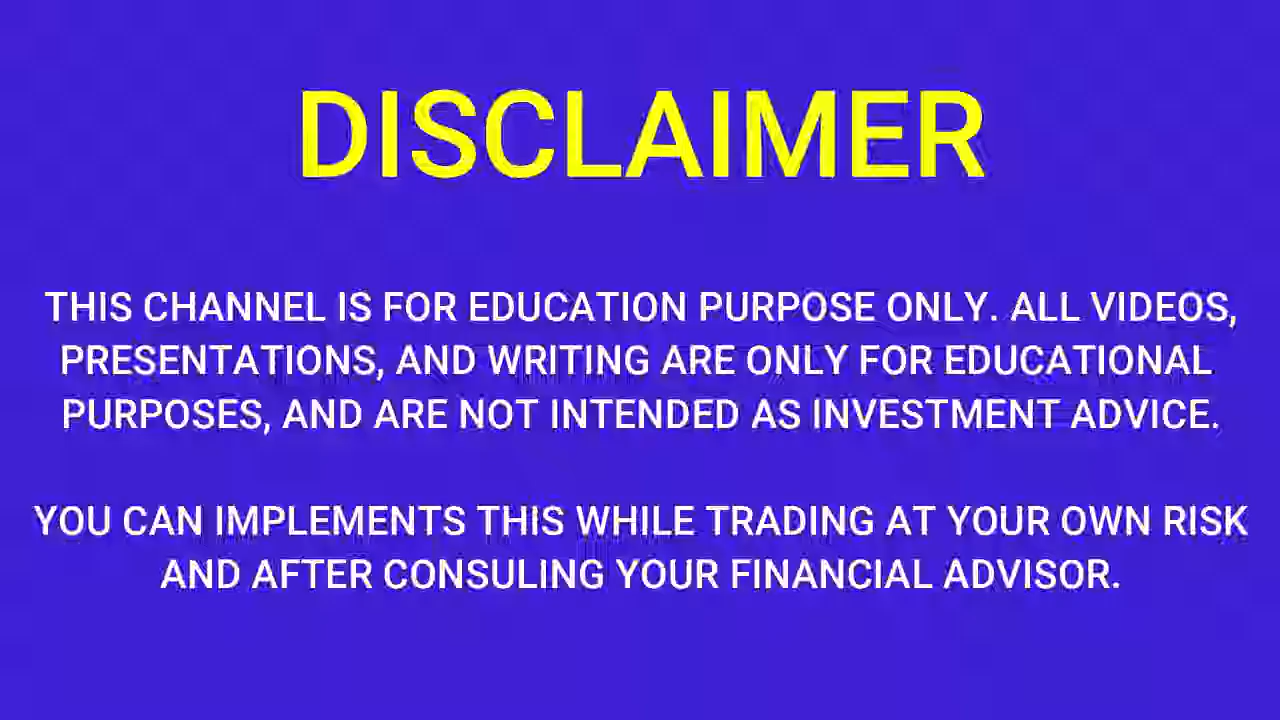 DISCLAIMER
THIS CHANNEL IS FOR EDUCATION PURPOSE ONLY. ALL VIDEOS,
PRESENTATIONS, AND WRITING ARE ONLY FOR EDUCATIONAL
PURPOSES, AND ARE NOT INTENDED AS INVESTMENT ADVICE.
YOU CAN IMPLEMENTS THIS WHILE TRADING AT YOUR OWN RISK
AND AFTER CONSULING YOUR FINANCIAL ADVISOR.